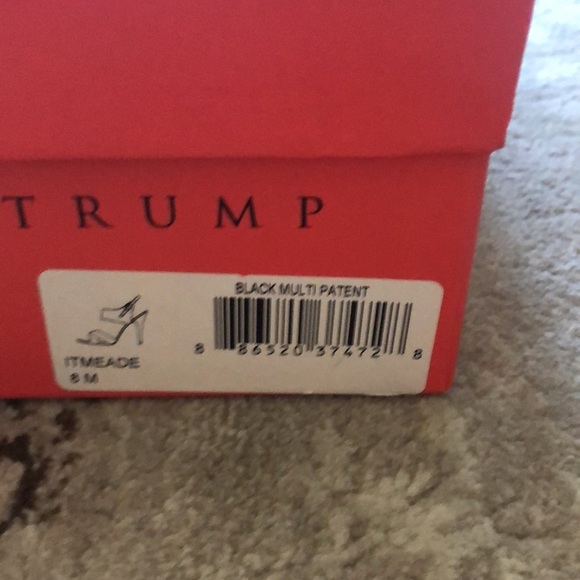 TRUMP
BLACK MULTI PATENT
8 86520 37472 8
ITMEADE
8 M